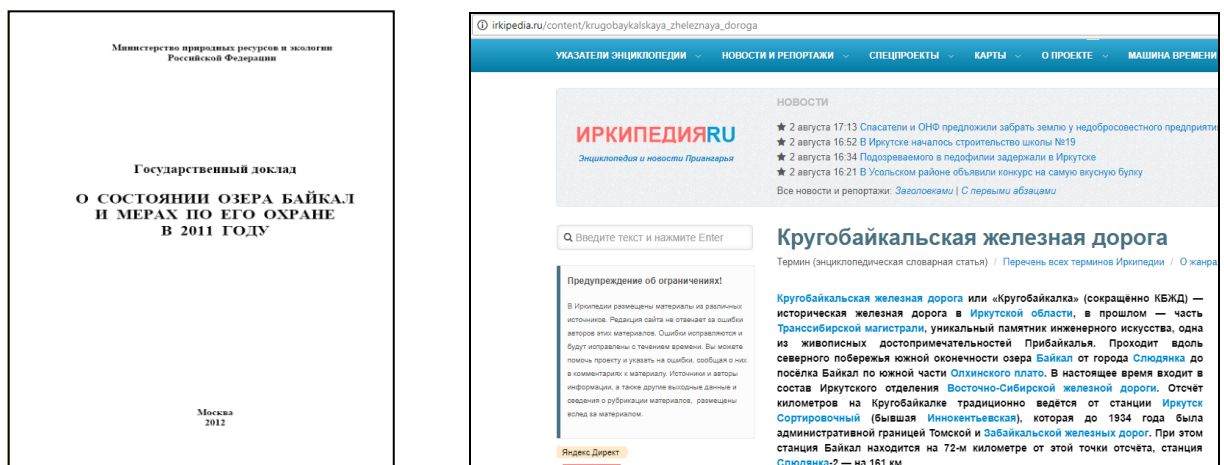 Министерство природных ресурсов и экологии
Российской Федерации
Государственный доклад
О СОСТОЯНИИ ОЗЕРА БАЙКАЛ
И МЕРАХ ПО ЕГО ОХРАНЕ
В 2011 ГОДУ
Москва
2012
irkipedia.ru/content/krugobaykalskaya_zheleznaya_doroga
УКАЗАТЕЛИ ЭНЦИКЛОПЕДИИ НОВОСТИ И РЕПОРТАЖИ СПЕЦПРОЕКТЫ КАРТЫ О ПРОЕКТЕ МАШИНА ВРЕМЕНИ
ИРКИПЕДИЯRU
Энциклопедия и новости Приангарья
НОВОСТИ
★ 2 августа 17:13 Спасатели и ОНФ предложили забрать землю у недобросовестного предприяти
★ 2 августа 16:52 В Иркутске началось строительство школы №19
★ 2 августа 16:34 Подозреваемого в педофилии задержали в Иркутске
★ 2 августа 16:21 В Усольском районе объявили конкурс на самую вкусную булку
Все новости и репортажи: Заголовками | С первыми абзацами
Введите текст и нажмите Enter
Предупреждение об ограничениях!
В Иркипедии размещены материалы из различных
источников. Редакция сайта не отвечает за ошибки
авторов этих материалов. Ошибки исправляются и
будут исправлены с течением времени. Вы можете
помочь проекту и указать на ошибки, сообщая о них
в комментариях к материалу. Источники и авторы
информации, а также другие выходные данные и
сведения о рубрикации материалов, размещены
вслед за материалом.
Яндекс.Директ
Кругобайкальская железная дорога
Термин (энциклопедическая словарная статья) / Перечень всех терминов Иркипедии / О жанра
Кругобайкальская железная дорога или «Кругобайкалка» (сокращённо КБЖД) —
историческая железная дорога в Иркутской области, в прошлом — часть
Транссибирской магистрали, уникальный памятник инженерного искусства, одна
из живописных достопримечательностей Прибайкалья. Проходит вдоль
северного побережья южной оконечности озера Байкал от города Слюдянка до
посёлка Байкал по южной части Олхинского плато. В настоящее время входит в
состав Иркутского отделения Восточно-Сибирской железной дороги. Отсчёт
километров на Кругобайкалке традиционно ведётся от станции Иркутск
Сортировочный (бывшая Иннокентьевская), которая до 1934 года была
административной границей Томской и Забайкальской железных дорог. При этом
станция Байкал находится на 72-м километре от этой точки отсчёта, станция
Слюдянка-2 — на 161 км.